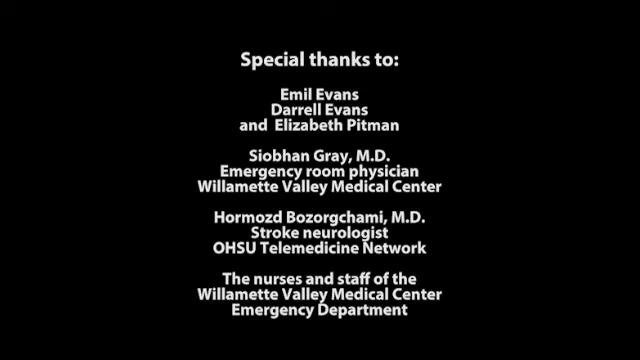 Special thanks to:
Emil Evans
Darrell Evans
and  Elizabeth Pitman
Siobhan Gray, M.D.
Emergency room physician
Willamette Valley Medical Center
Hormozd Bozorgchami, M.D.
Stroke neurologist
OHSU Telemedicine Network
The nurses and staff of the
Willamette Valley Medical Center
Emergency Department